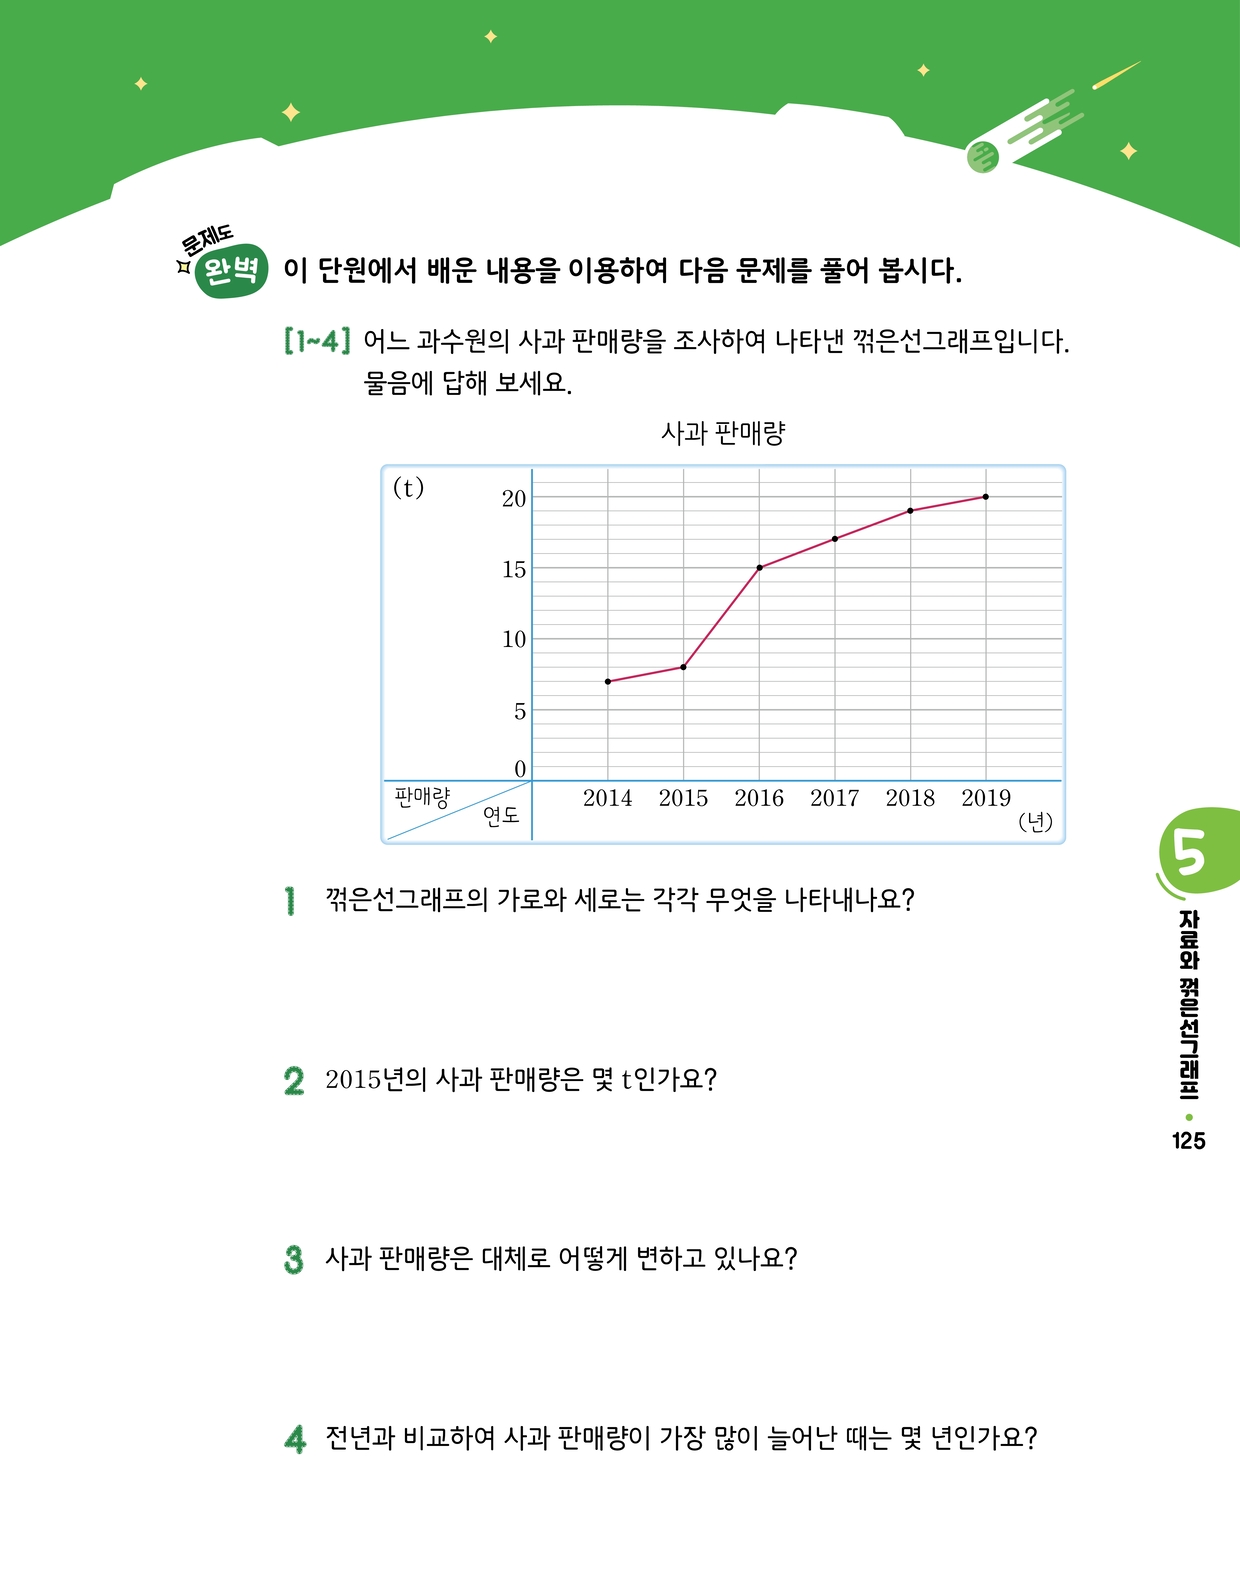 문제도
완벽
이 단원에서 배운 내용을 이용하여 다음 문제를 풀어 봅시다.
[1~4] 어느 과수원의 사과 판매량을 조사하여 나타낸 꺾은선그래프입니다.
물음에 답해 보세요.
사과 판매량
(t)
20
15
10
5
0
판매량
연도
2014 2015 2016 2017 2018 2019
(년)
1 꺾은선그래프의 가로와 세로는 각각 무엇을 나타내나요?
2 2015년의 사과 판매량은 몇 t인가요?
3 사과 판매량은 대체로 어떻게 변하고 있나요?
4 전년과 비교하여 사과 판매량이 가장 많이 늘어난 때는 몇 년인가요?
5
자료와 꺾은선그래프
125